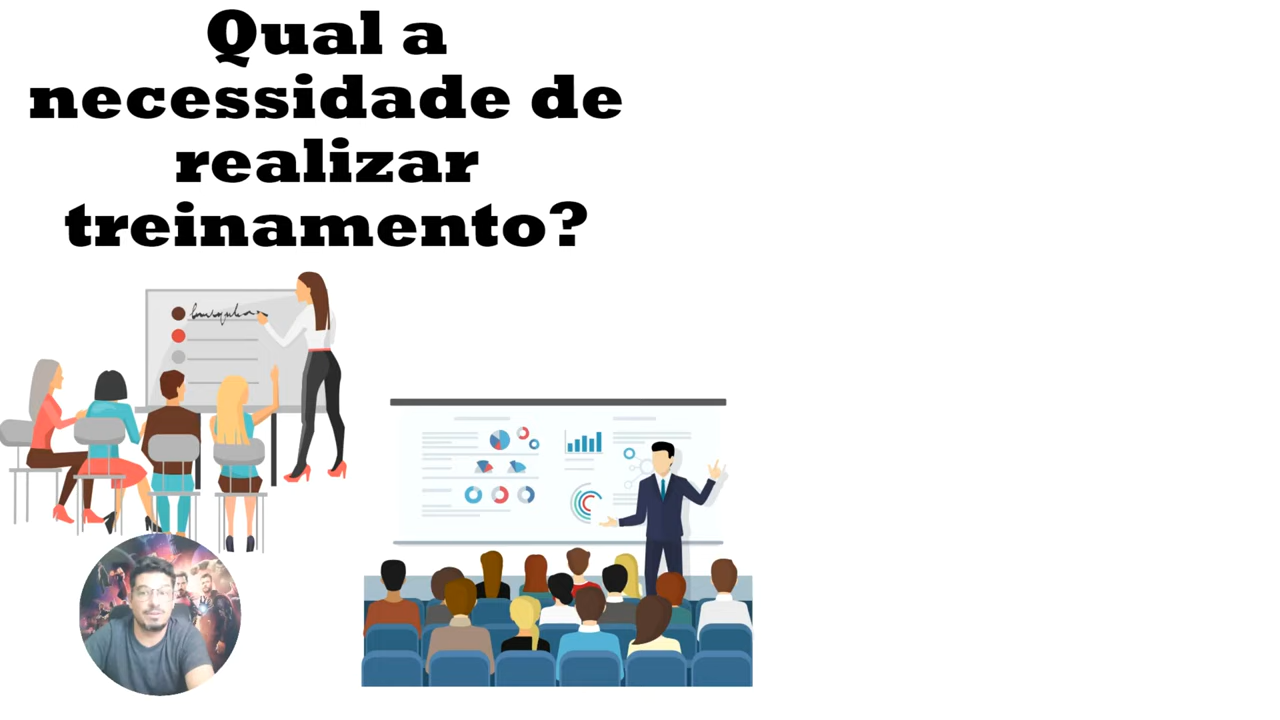 Qual a
necessidade de
realizar
treinamento?